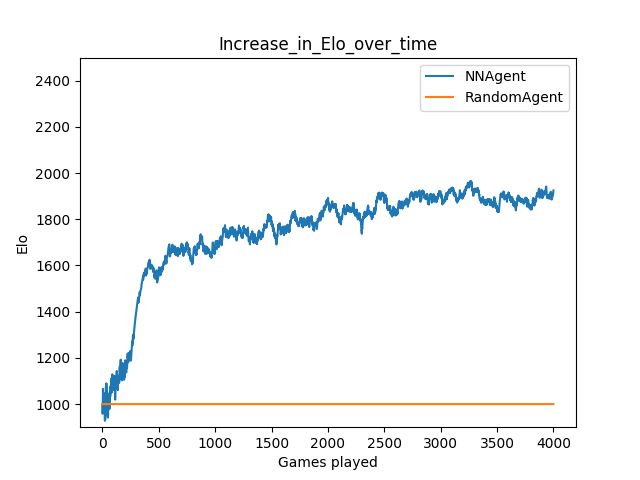 Increase_in_Elo_over_time
NNAgent
RandomAgent
2400
2200
2000
1800
1600
1400
1200
1000
Elo
0 500 1000 1500 2000 2500 3000 3500 4000
Games played